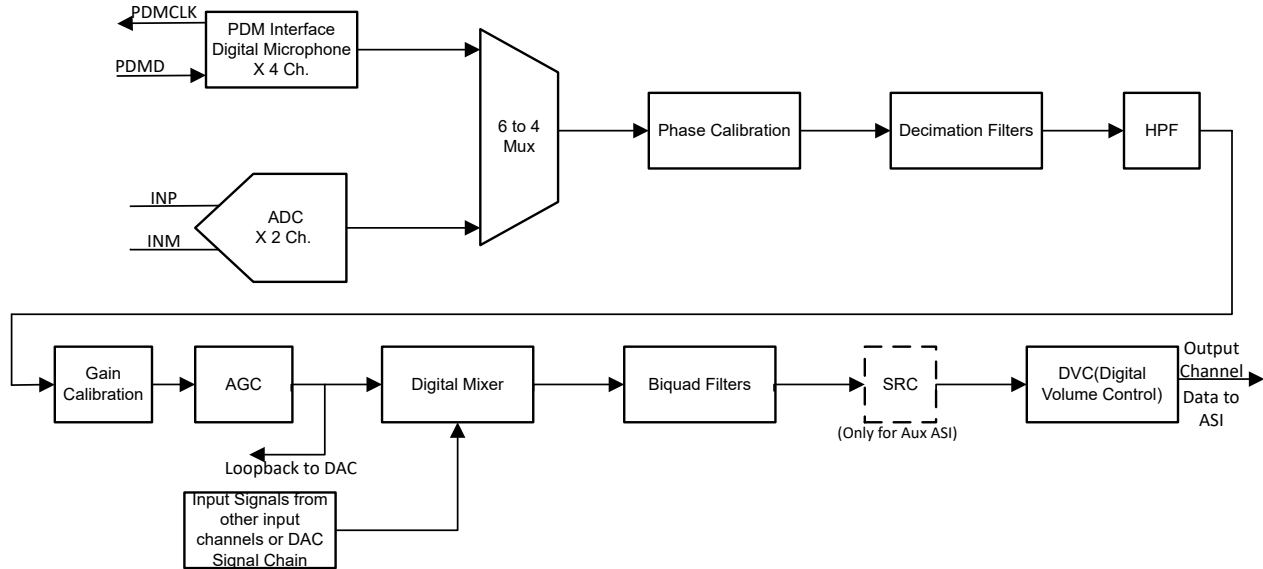 PDMCLK
PDM Interface
Digital Microphone
X 4 Ch.
PDMD
6 to 4
Mux
Phase Calibration
Decimation Filters
HPF
INP
ADC
X 2 Ch.
INM
Gain
Calibration
AGC
Digital Mixer
Biquad Filters
SRC
(Only for Aux ASI)
DVC(Digital
Volume Control)
Output
Channel
Data to
ASI
Loopback to DAC
Input Signals from
other input
channels or DAC
Signal Chain